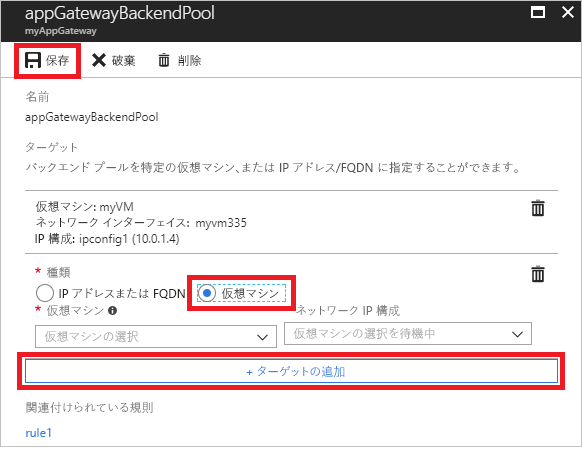 appGatewayBackendPool
myAppGateway
保存 破棄 削除
名前
appGatewayBackendPool
ターゲット
バックエンド プールを特定の仮想マシン、または IP アドレス/FQDN に指定することができます。
仮想マシン: myVM
ネットワーク インターフェイス: myvm335
IP 構成: ipconfig1 (10.0.1.4)
* 種類
IP アドレスまたは FQDN 仮想マシン
* 仮想マシン ネットワーク IP 構成
仮想マシンの選択 仮想マシンの選択を待機中
+ ターゲットの追加
関連付けられている規則
rule1